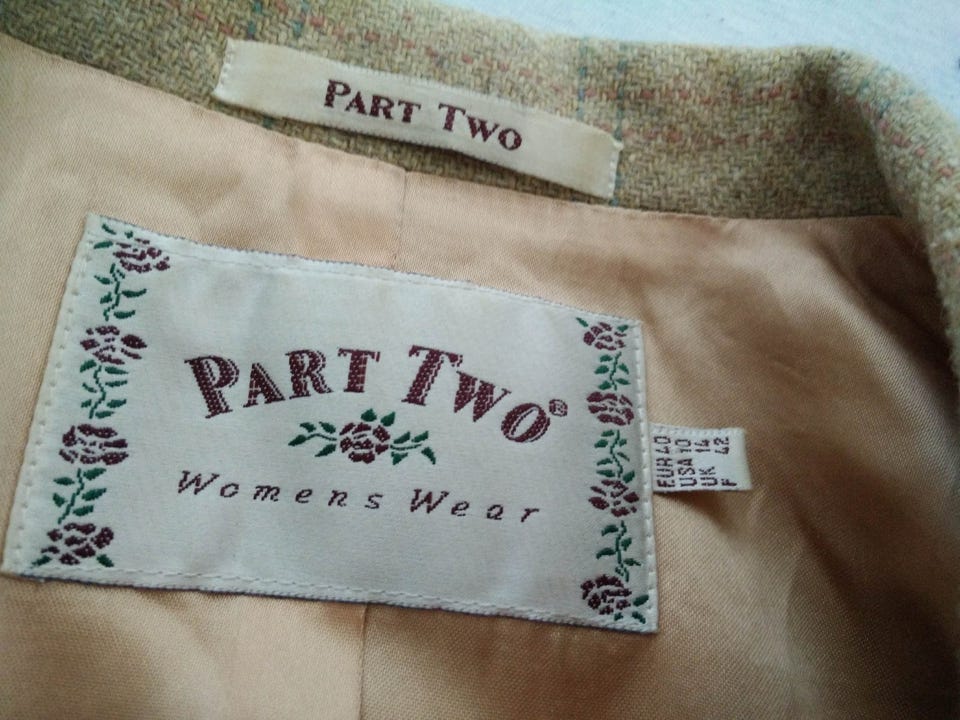 PART TWO
PART TWO®
Womens Wear
EUR 40
USA 10
UK 14
F 42